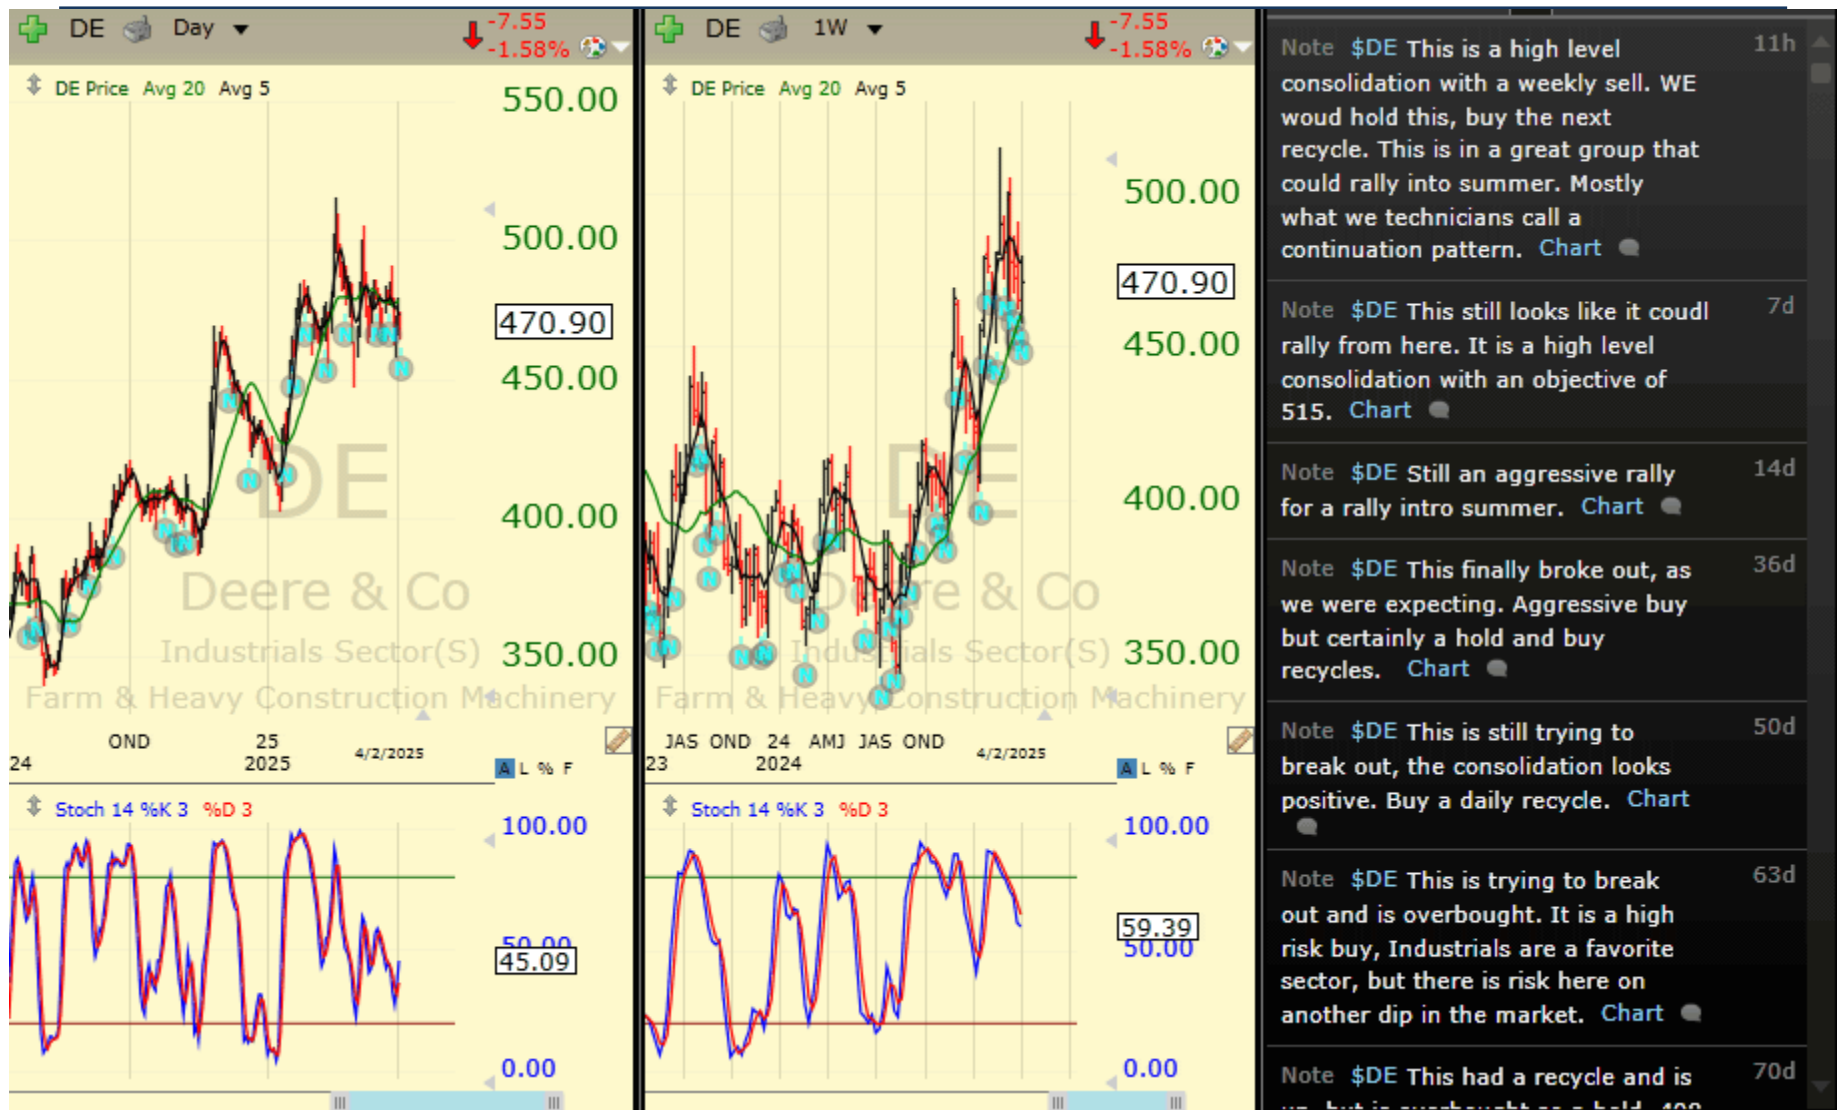 DE Day
-7.55
-1.58%
DE Price Avg 20 Avg 5
550.00
500.00
470.90
450.00
400.00
350.00
DE
Deere & Co
Industrials Sector(S)
Farm & Heavy Construction Machinery
OND 25
24 2025 4/2/2025
A L % F
Stoch 14 %K 3 %D 3
100.00
50.00
45.09
0.00
DE 1W
-7.55
-1.58%
DE Price Avg 20 Avg 5
500.00
470.90
450.00
400.00
350.00
DE
Deere & Co
Industrials Sector(S)
Farm & Heavy Construction Machinery
JAS OND 24 AMJ JAS OND
23 2024 4/2/2025
A L % F
Stoch 14 %K 3 %D 3
100.00
59.39
50.00
0.00
Note $DE This is a high level 11h
consolidation with a weekly sell. WE
woud hold this, buy the next
recycle. This is in a great group that
could rally into summer. Mostly
what we technicians call a
continuation pattern. Chart
Note $DE This still looks like it coudl 7d
rally from here. It is a high level
consolidation with an objective of
515. Chart
Note $DE Still an aggressive rally 14d
for a rally intro summer. Chart
Note $DE This finally broke out, as 36d
we were expecting. Aggressive buy
but certainly a hold and buy
recycles. Chart
Note $DE This is still trying to 50d
break out, the consolidation looks
positive. Buy a daily recycle. Chart
Note $DE This is trying to break 63d
out and is overbought. It is a high
risk buy, Industrials are a favorite
sector, but there is risk here on
another dip in the market. Chart
Note $DE This had a recycle and is 70d